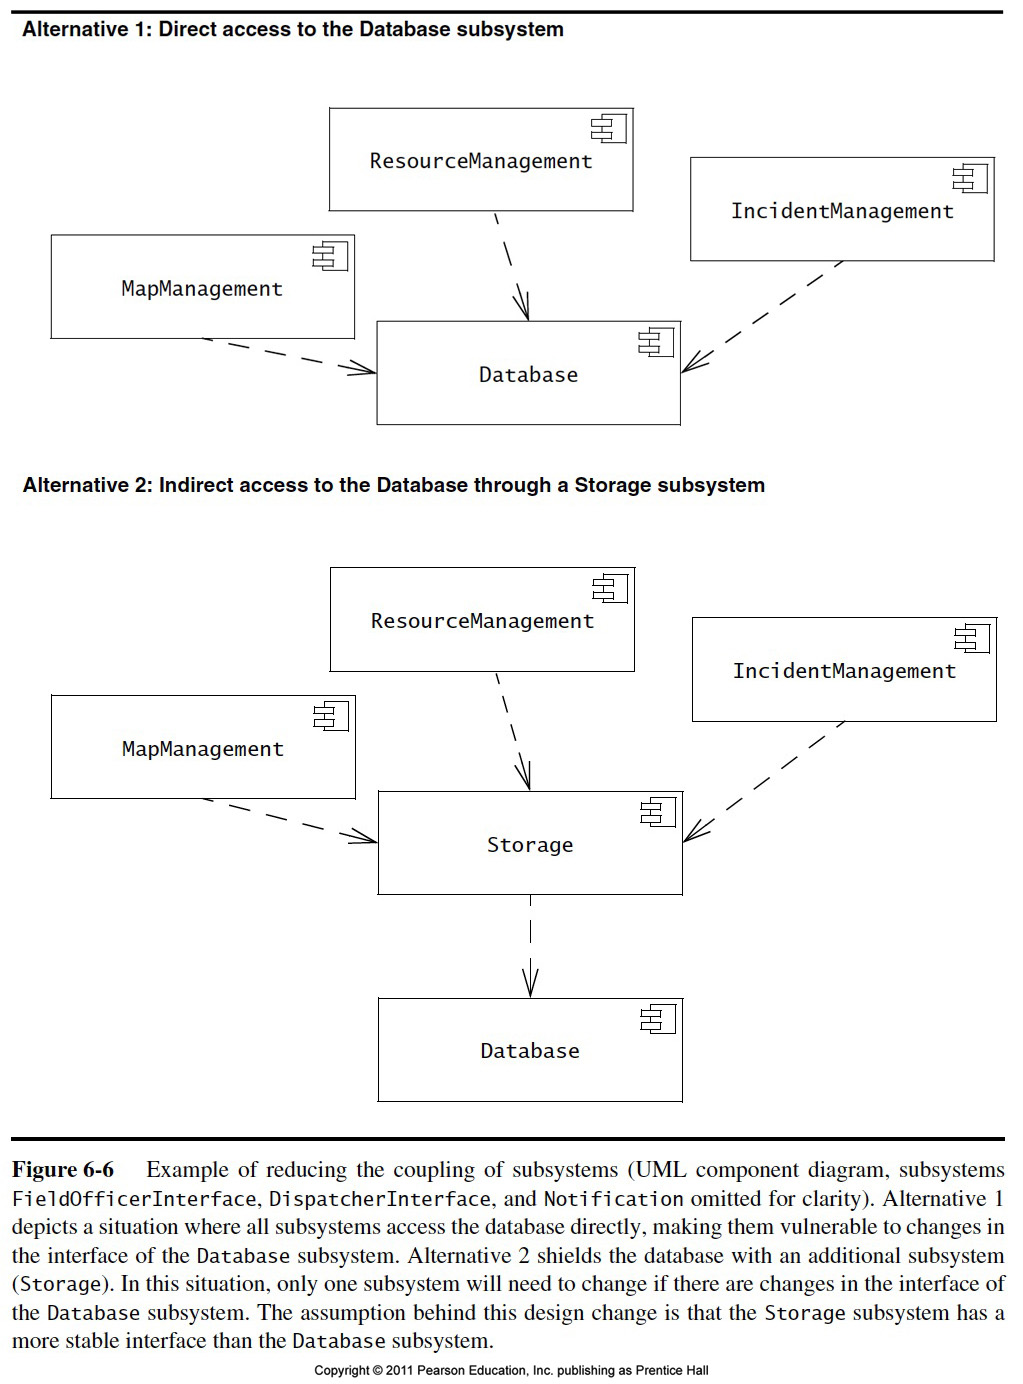 Alternative 1: Direct access to the Database subsystem
ResourceManagement
IncidentManagement
MapManagement
Database
Alternative 2: Indirect access to the Database through a Storage subsystem
ResourceManagement
IncidentManagement
MapManagement
Storage
Database
Figure 6-6 Example of reducing the coupling of subsystems (UML component diagram, subsystems
FieldOfficerInterface, DispatcherInterface, and Notification omitted for clarity). Alternative 1
depicts a situation where all subsystems access the database directly, making them vulnerable to changes in
the interface of the Database subsystem. Alternative 2 shields the database with an additional subsystem
(Storage). In this situation, only one subsystem will need to change if there are changes in the interface of
the Database subsystem. The assumption behind this design change is that the Storage subsystem has a
more stable interface than the Database subsystem.
Copyright © 2011 Pearson Education, Inc. publishing as Prentice Hall